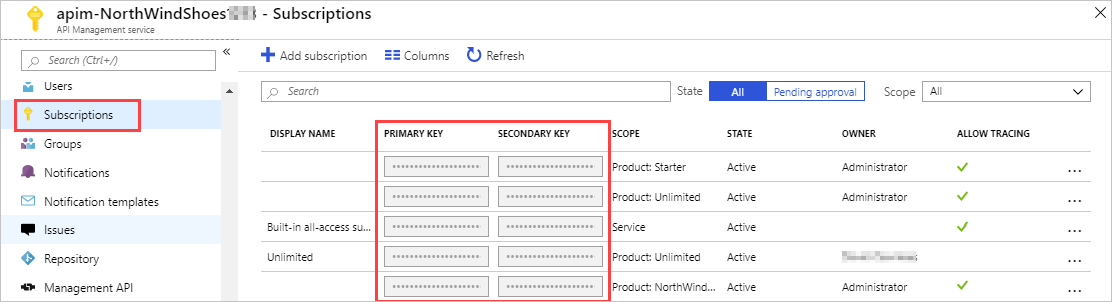 apim-NorthWindShoes - Subscriptions
API Management service
Search (Ctrl+/)
Users
Subscriptions
Groups
Notifications
Notification templates
Issues
Repository
Management API
Add subscription Columns Refresh
Search State All Pending approval Scope All
DISPLAY NAME PRIMARY KEY SECONDARY KEY SCOPE STATE OWNER ALLOW TRACING
Product: Starter Active Administrator
Product: Unlimited Active Administrator
Built-in all-access su... Service Active
Unlimited Product: Unlimited Active
Product: NorthWind... Active Administrator